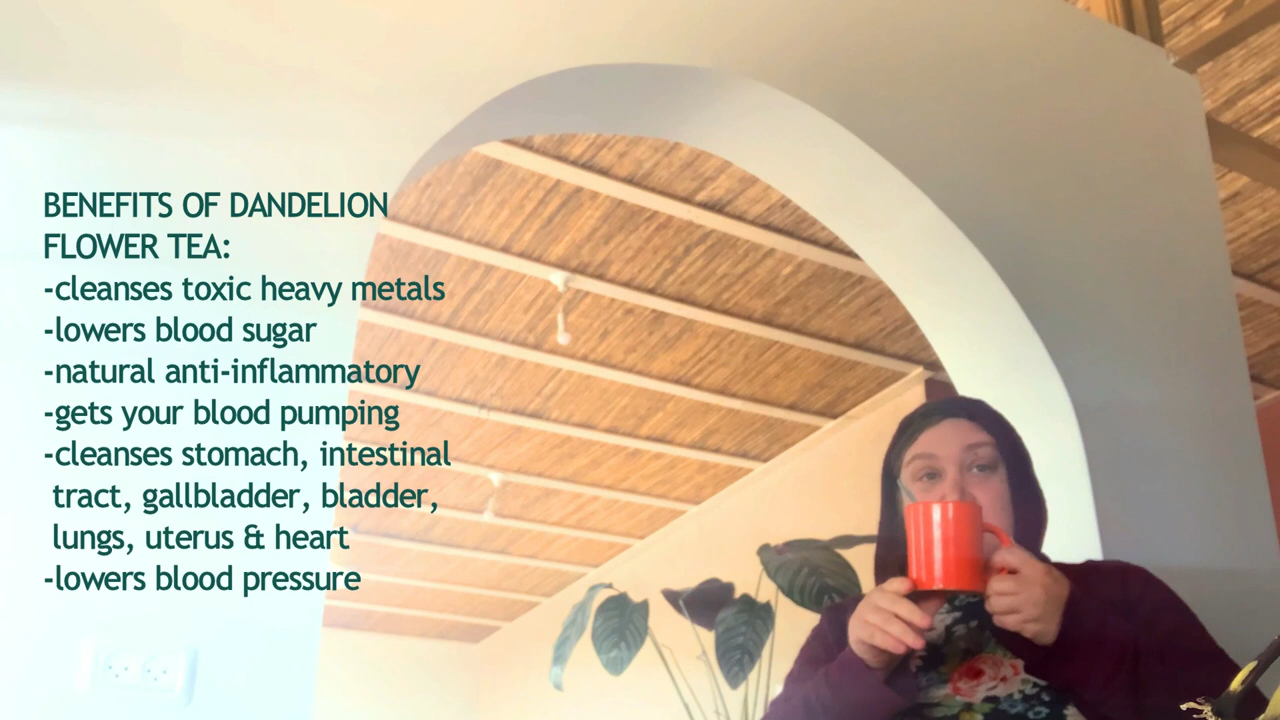 BENEFITS OF DANDELION
FLOWER TEA:
-cleanses toxic heavy metals
-lowers blood sugar
-natural anti-inflammatory
-gets your blood pumping
-cleanses stomach, intestinal
tract, gallbladder, bladder,
lungs, uterus & heart
-lowers blood pressure